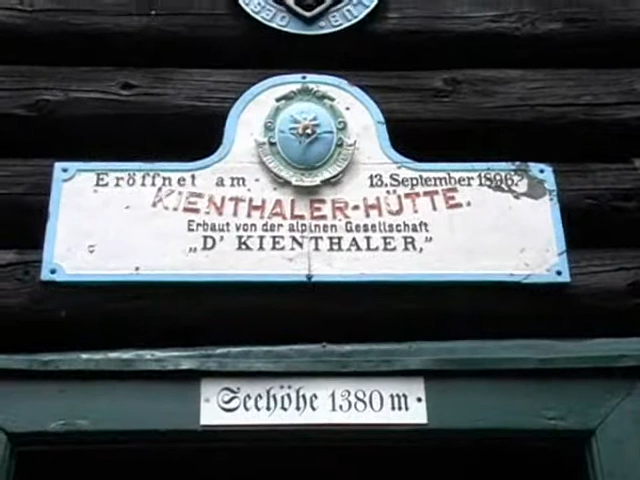 Eröffnet am 13. September 1896.
KIENTHALER-HÜTTE.
Erbaut von der alpinen Gesellschaft
„D' KIENTHALER,"
Seehöhe 1380 m